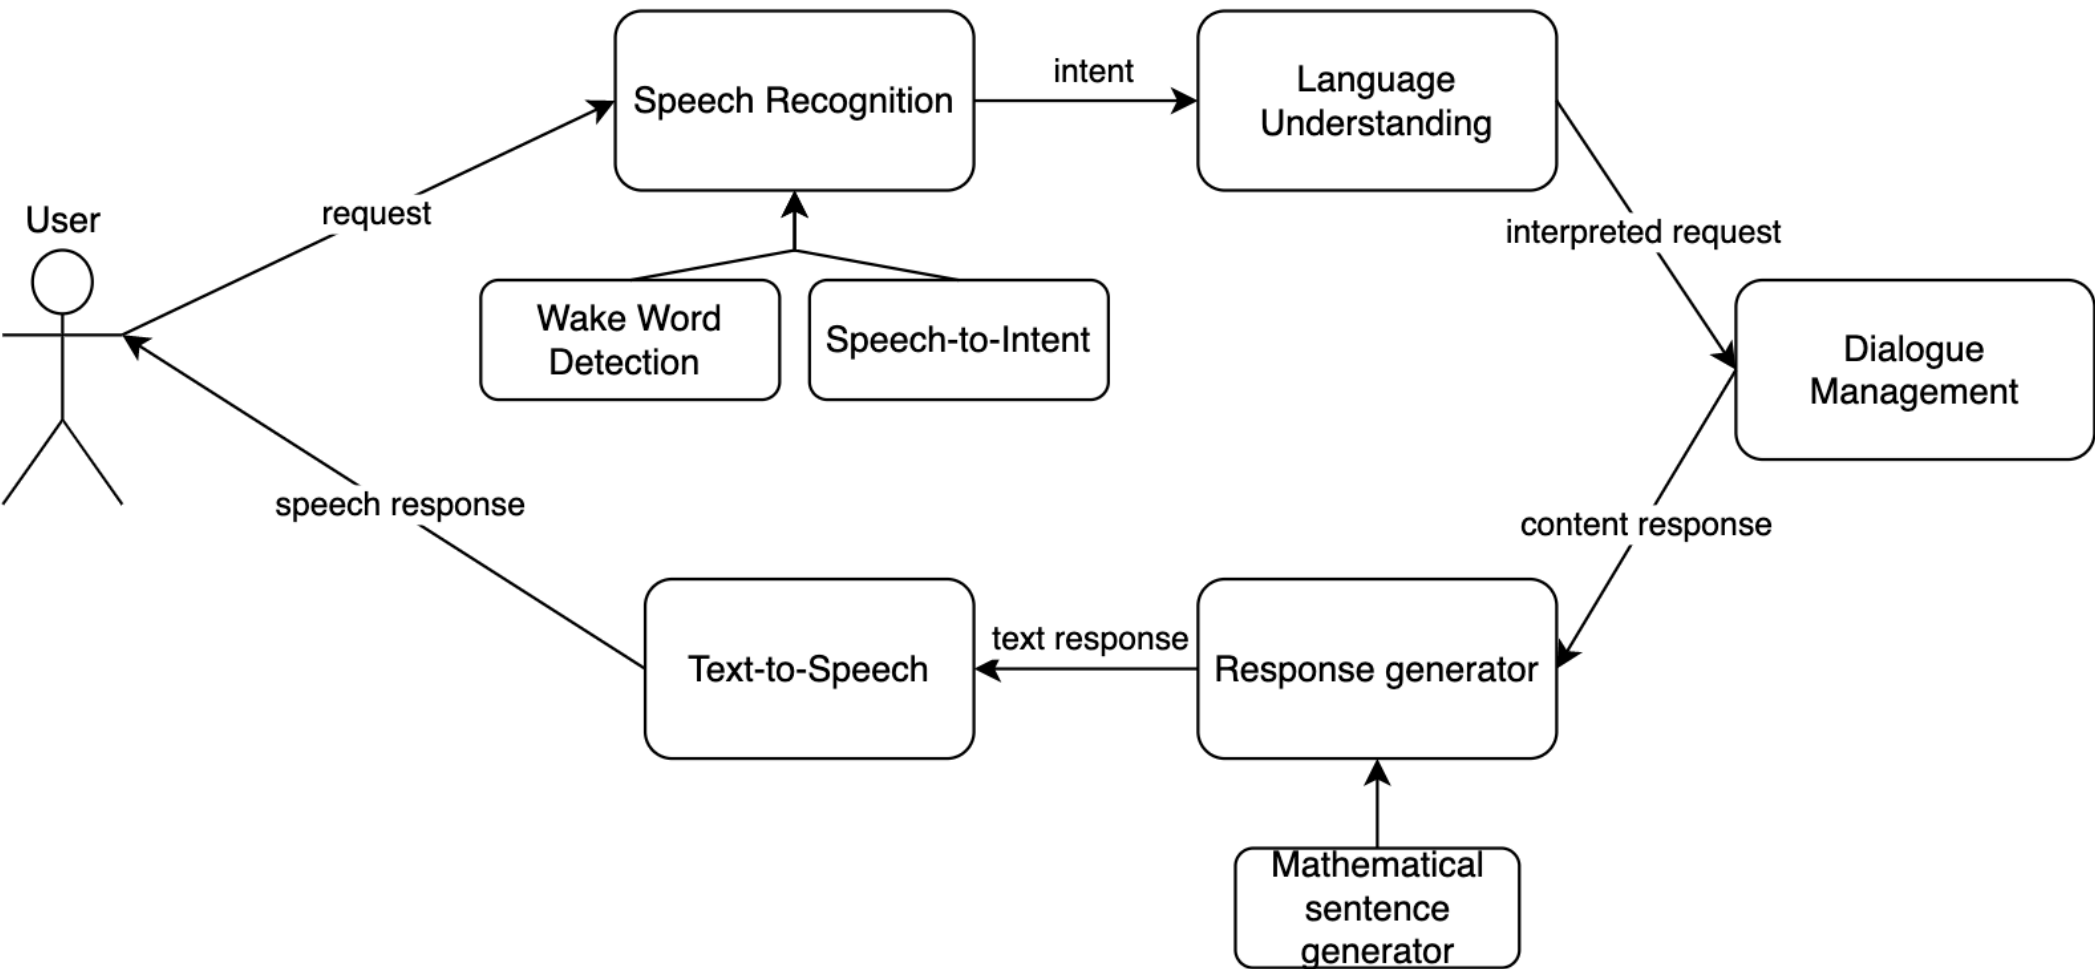 Speech Recognition
intent
Language
Understanding
request
User
interpreted request
Wake Word
Detection
Speech-to-Intent
Dialogue
Management
speech response
content response
Text-to-Speech
text response
Response generator
Mathematical
sentence
generator